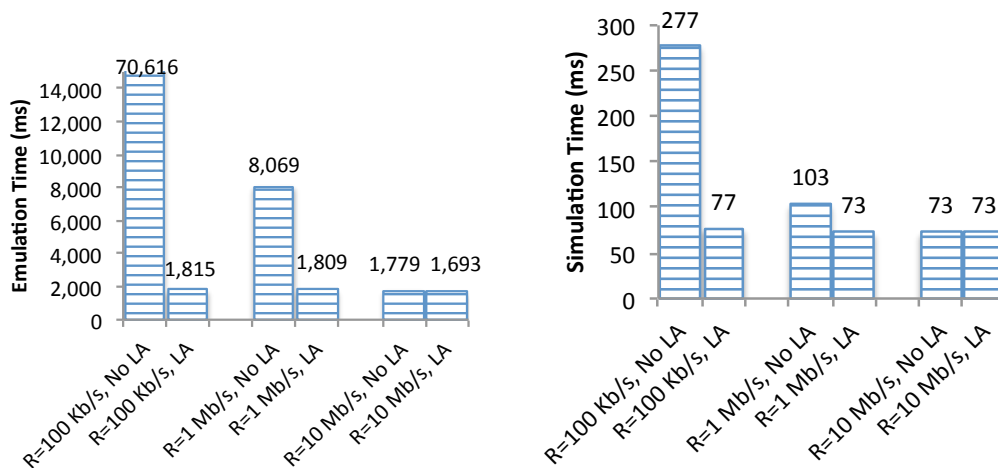 Emulation Time (ms)
70,616
14,000
12,000
10,000
8,000
6,000
4,000
2,000
0
1,815
8,069
1,809
1,779
1,693
R=100 Kb/s, No LA
R=100 Kb/s, LA
R=1 Mb/s, No LA
R=1 Mb/s, LA
R=10 Mb/s, No LA
R=10 Mb/s, LA
Simulation Time (ms)
300
250
200
150
100
50
0
277
77
103
73
73
73
R=100 Kb/s, No LA
R=100 Kb/s, LA
R=1 Mb/s, No LA
R=1 Mb/s, LA
R=10 Mb/s, No LA
R=10 Mb/s, LA